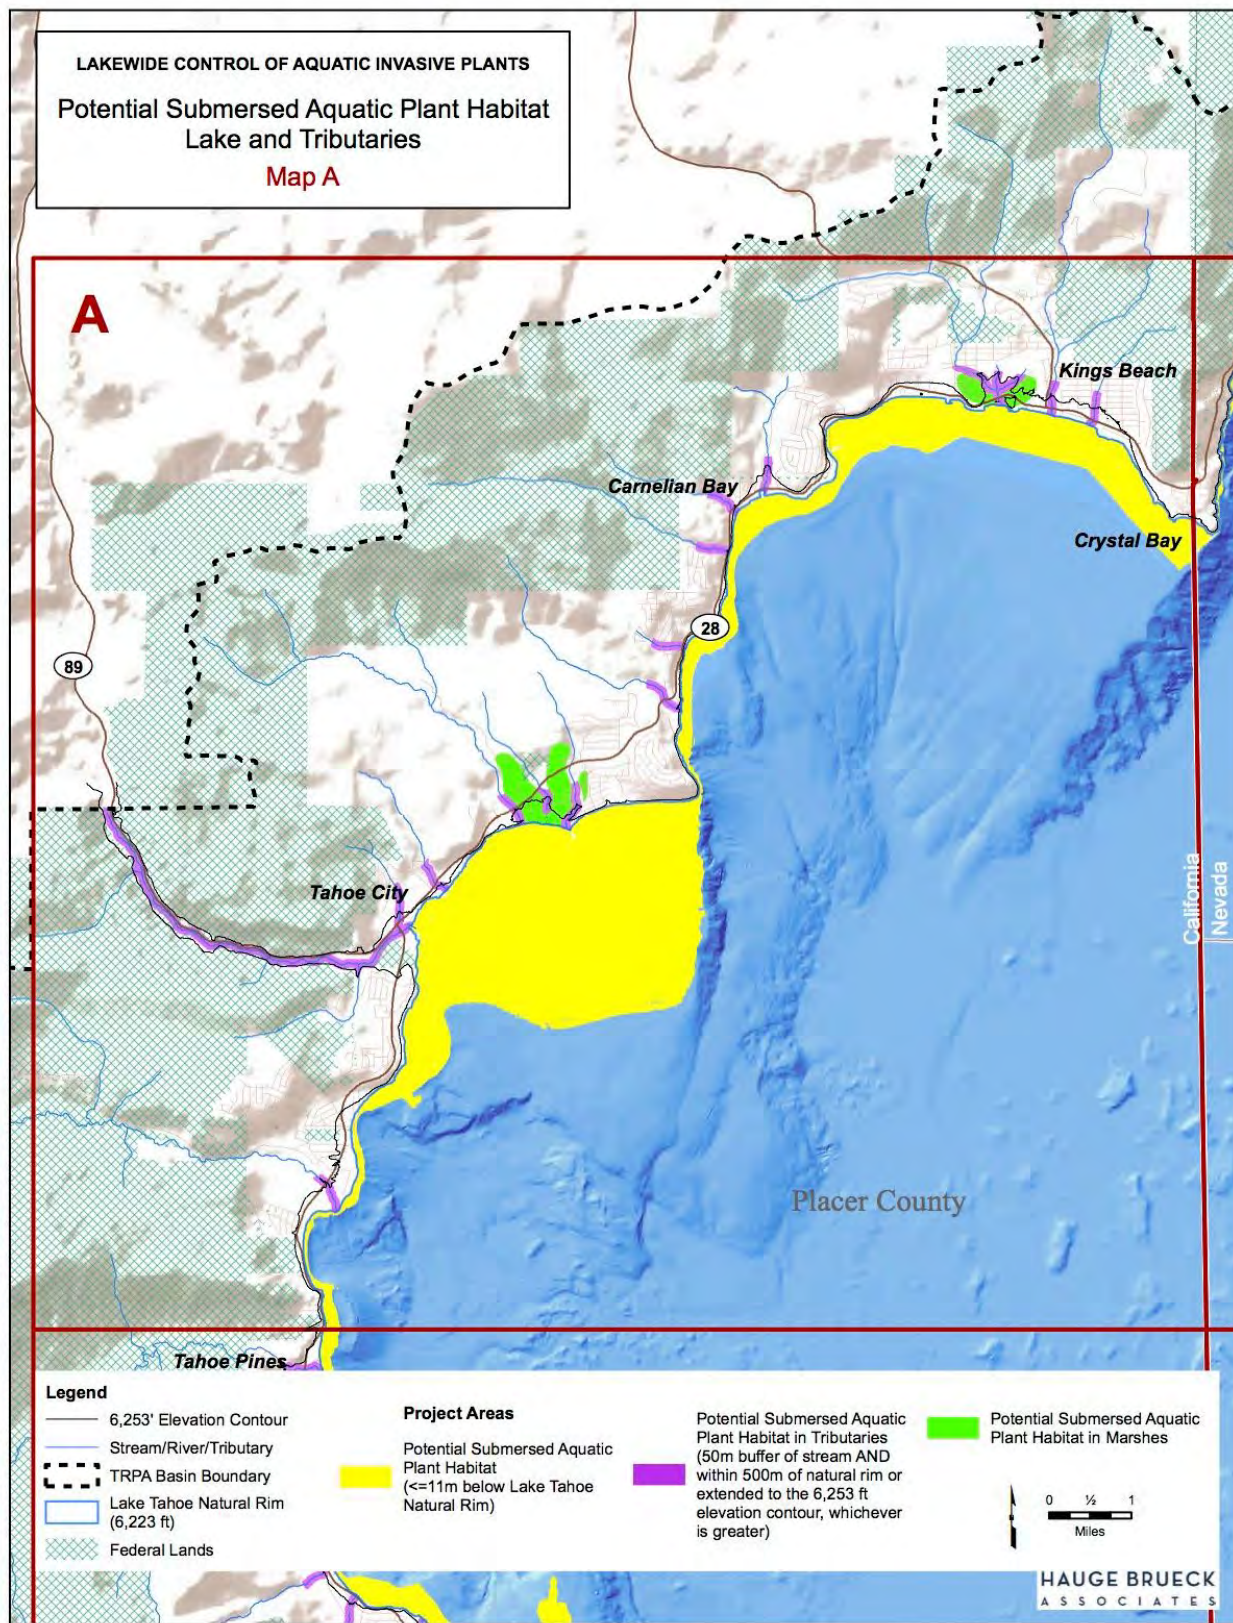 LAKEWIDE CONTROL OF AQUATIC INVASIVE PLANTS
Potential Submersed Aquatic Plant Habitat
Lake and Tributaries
Map A
A
Kings Beach
Carnelian Bay
Crystal Bay
28
89
Tahoe City
California
Nevada
Placer County
Tahoe Pines
Legend
6,253' Elevation Contour
Stream/River/Tributary
TRPA Basin Boundary
Lake Tahoe Natural Rim
(6,223 ft)
Federal Lands
Project Areas
Potential Submersed Aquatic
Plant Habitat
(<=11m below Lake Tahoe
Natural Rim)
Potential Submersed Aquatic
Plant Habitat in Tributaries
(50m buffer of stream AND
within 500m of natural rim or
extended to the 6,253 ft
elevation contour, whichever
is greater)
Potential Submersed Aquatic
Plant Habitat in Marshes
0 ½ 1
Miles
HAUGE BRUECK
ASSOCIATES